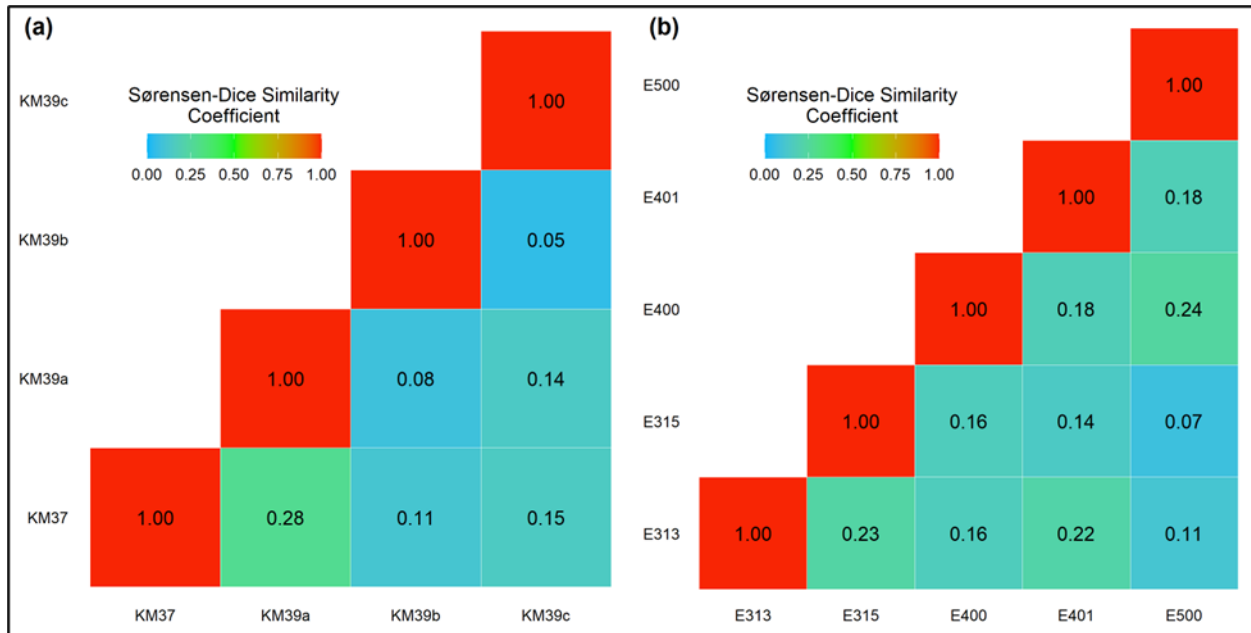 (a)
Sørensen-Dice Similarity
Coefficient
0.00 0.25 0.50 0.75 1.00
KM39c 1.00
KM39b 1.00 0.05
KM39a 1.00 0.08 0.14
KM37 1.00 0.28 0.11 0.15
KM37 KM39a KM39b KM39c
(b)
Sørensen-Dice Similarity
Coefficient
0.00 0.25 0.50 0.75 1.00
E500 1.00
E401 1.00 0.18
E400 1.00 0.18 0.24
E315 1.00 0.16 0.14 0.07
E313 1.00 0.23 0.16 0.22 0.11
E313 E315 E400 E401 E500